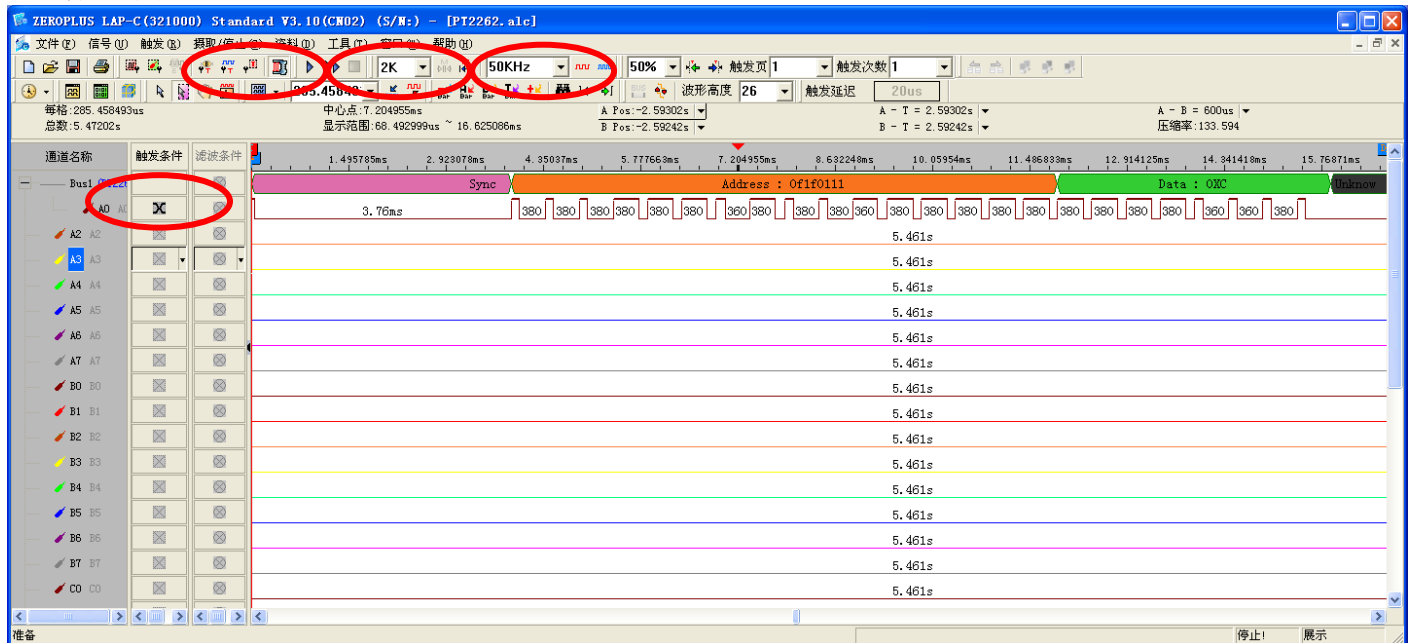 ZEROPLUS LAP-C(321000) Standard V3.10(CN02) (S/N:) - [PT2262.alc]
文件(F) 信号(U) 触发(R) 摄取/停止 资料(D) 工具(T) 帮助(H)
2K 50KHz 50% 触发页 1 触发次数 1
波形高度 26 触发延迟 20us
每格:285.458493us 中心点:7.204955ms A Pos:-2.59302s A - T = 2.59302s A - B = 600us
总数:5.47202s 显示范围:68.492999us ~ 16.625086ms B Pos:-2.59242s B - T = 2.59242s 压缩率:133.594
通道名称 触发条件 滤波条件 1.495785ms 2.923078ms 4.35037ms 5.777663ms 7.204955ms 8.632248ms 10.05954ms 11.486833ms 12.914125ms 14.341418ms 15.76871ms
Bus1 Sync Address : 0f1f0111 Data : 0XC Unknow
A0 3.76ms 380 380 380 380 380 380 360 380 380 380 360 380 380 380 380 380 380 380 380 380 360 360 380
A2 A2 5.461s
A3 A3 5.461s
A4 A4 5.461s
A5 A5 5.461s
A6 A6 5.461s
A7 A7 5.461s
B0 B0 5.461s
B1 B1 5.461s
B2 B2 5.461s
B3 B3 5.461s
B4 B4 5.461s
B5 B5 5.461s
B6 B6 5.461s
B7 B7 5.461s
C0 C0 5.461s
准备 停止! 展示